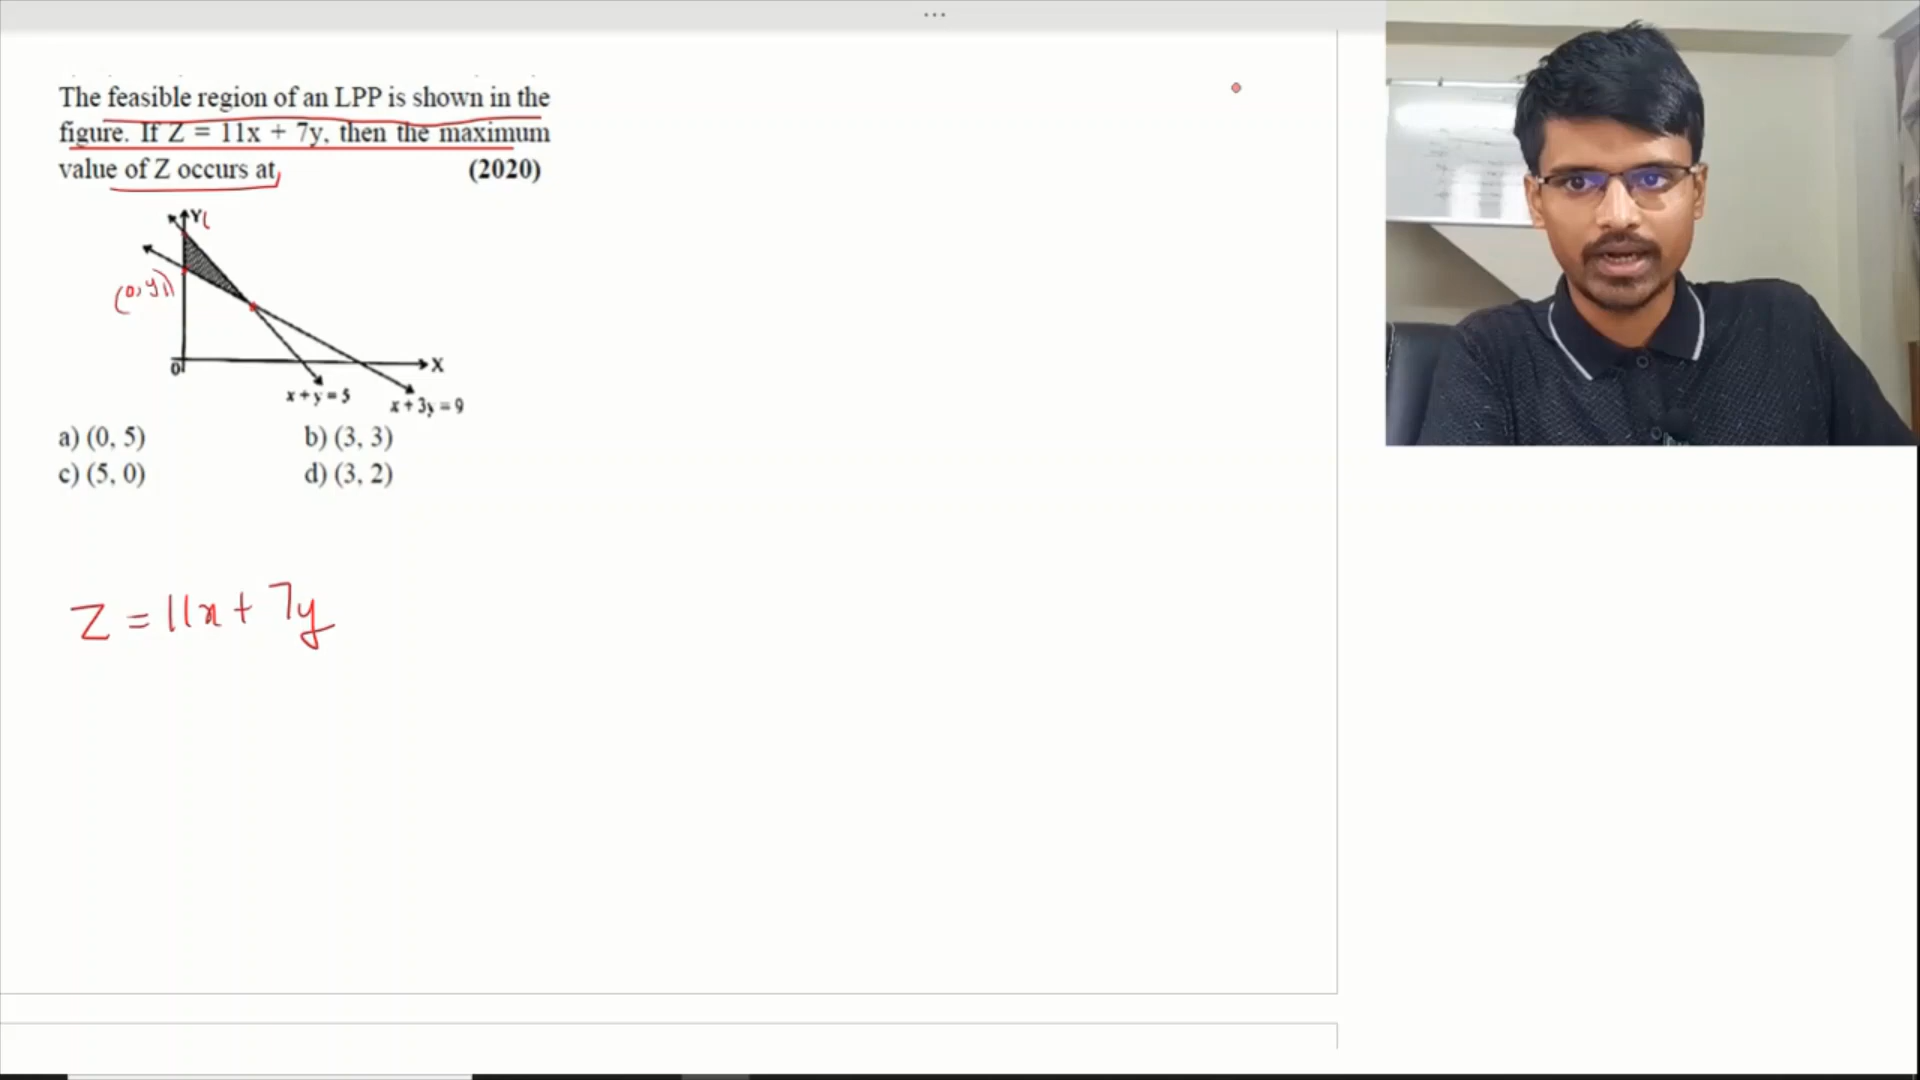 ...
The feasible region of an LPP is shown in the
figure. If Z = 11x + 7y, then the maximum
value of Z occurs at,
(2020)
Y(
(0, y1)
0
X
x + y = 5
x + 3y = 9
a) (0, 5)
b) (3, 3)
c) (5, 0)
d) (3, 2)
Z = 11x + 7y